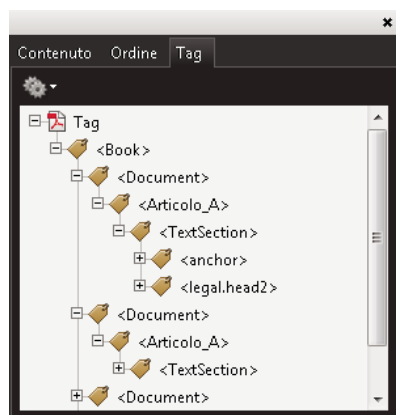 Contenuto Ordine Tag
Tag
<Book>
<Document>
<Articolo_A>
<TextSection>
<anchor>
<legal.head2>
<Document>
<Articolo_A>
<TextSection>
<Document>